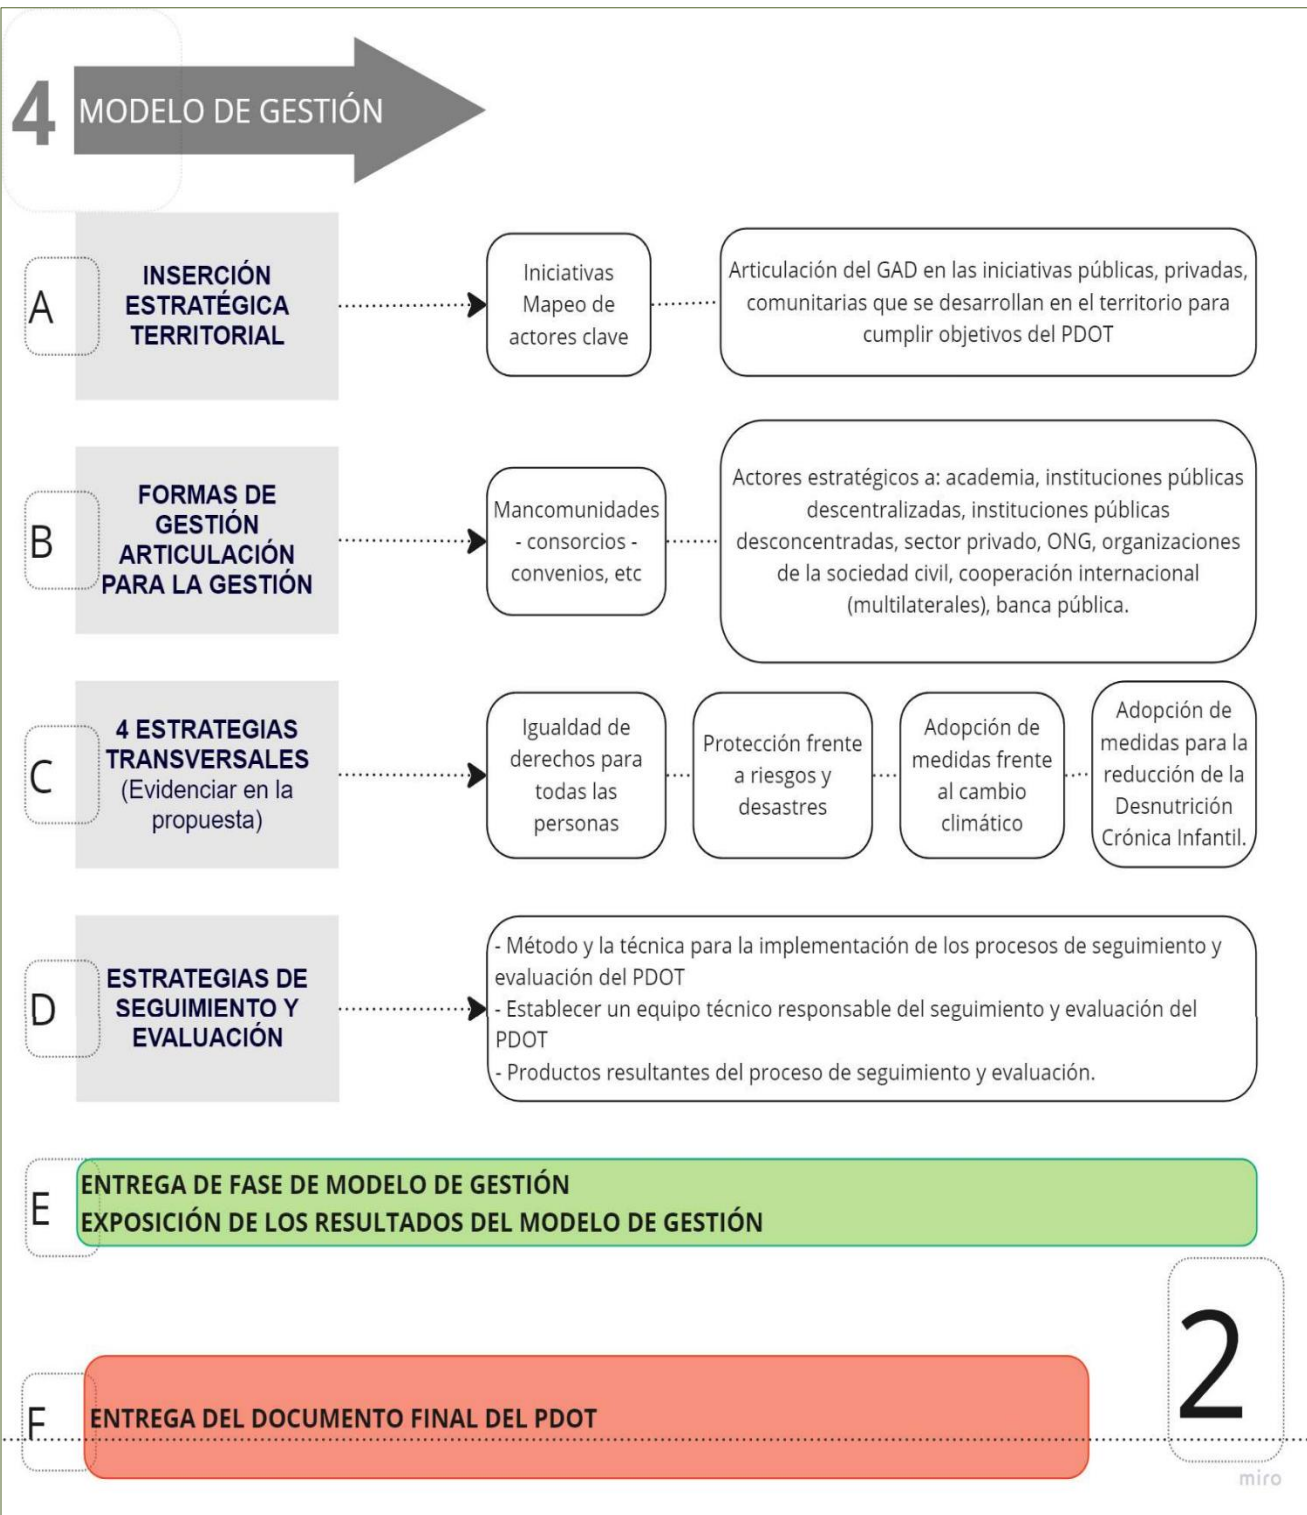 4 MODELO DE GESTIÓN
A
INSERCIÓN
ESTRATÉGICA
TERRITORIAL
Iniciativas
Mapeo de
actores clave
Articulación del GAD en las iniciativas públicas, privadas,
comunitarias que se desarrollan en el territorio para
cumplir objetivos del PDOT
B
FORMAS DE
GESTIÓN
ARTICULACIÓN
PARA LA GESTIÓN
Mancomunidades
- consorcios -
convenios, etc
Actores estratégicos a: academia, instituciones públicas
descentralizadas, instituciones públicas
desconcentradas, sector privado, ONG, organizaciones
de la sociedad civil, cooperación internacional
(multilaterales), banca pública.
C
4 ESTRATEGIAS
TRANSVERSALES
(Evidenciar en la
propuesta)
Igualdad de
derechos para
todas las
personas
Protección frente
a riesgos y
desastres
Adopción de
medidas frente
al cambio
climático
Adopción de
medidas para la
reducción de la
Desnutrición
Crónica Infantil.
D
ESTRATEGIAS DE
SEGUIMIENTO Y
EVALUACIÓN
- Método y la técnica para la implementación de los procesos de seguimiento y
evaluación del PDOT
- Establecer un equipo técnico responsable del seguimiento y evaluación del
PDOT
- Productos resultantes del proceso de seguimiento y evaluación.
E
ENTREGA DE FASE DE MODELO DE GESTIÓN
EXPOSICIÓN DE LOS RESULTADOS DEL MODELO DE GESTIÓN
2
F
ENTREGA DEL DOCUMENTO FINAL DEL PDOT
miro